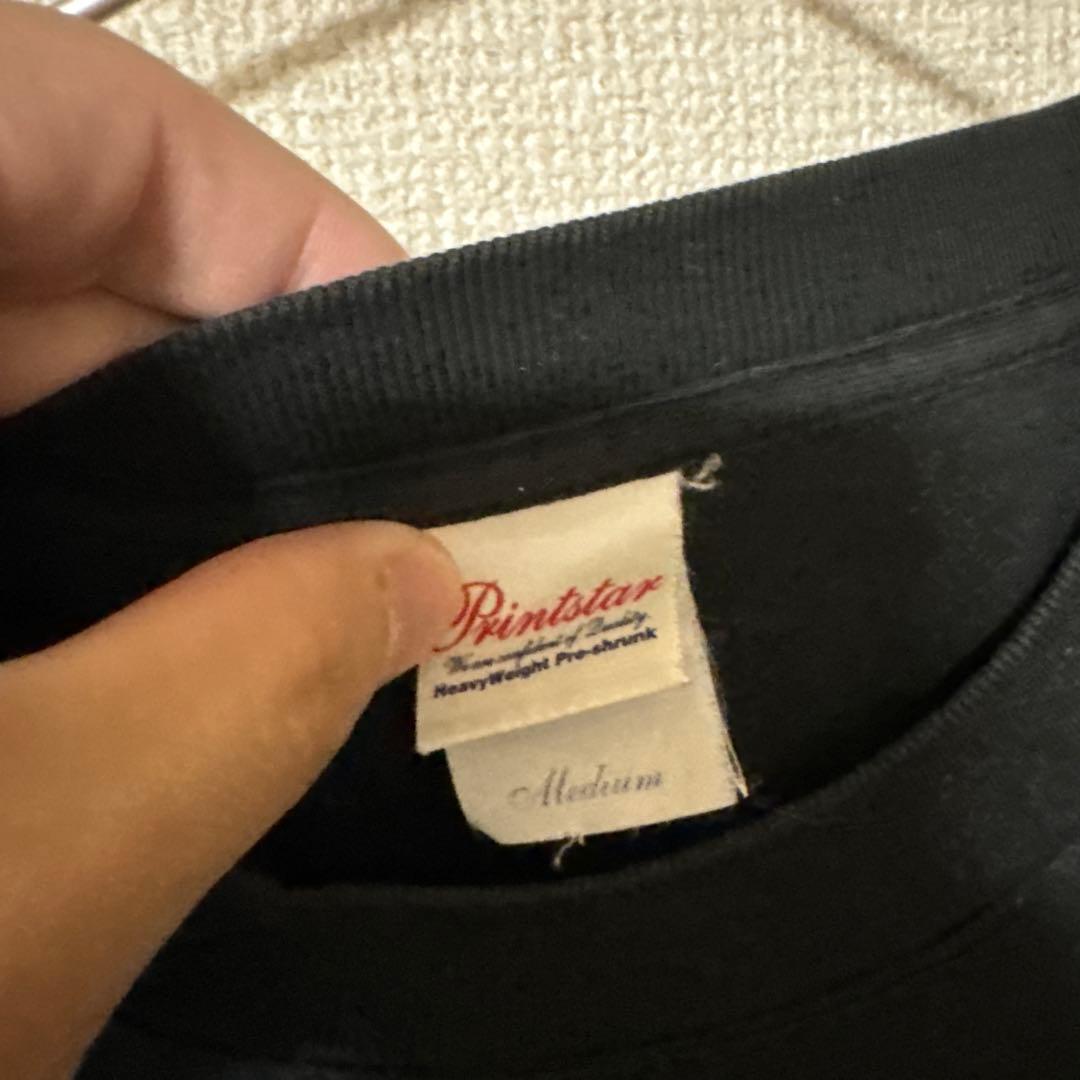 Printstar
We are confident of Quality
HeavyWeight Pre-shrunk
Medium